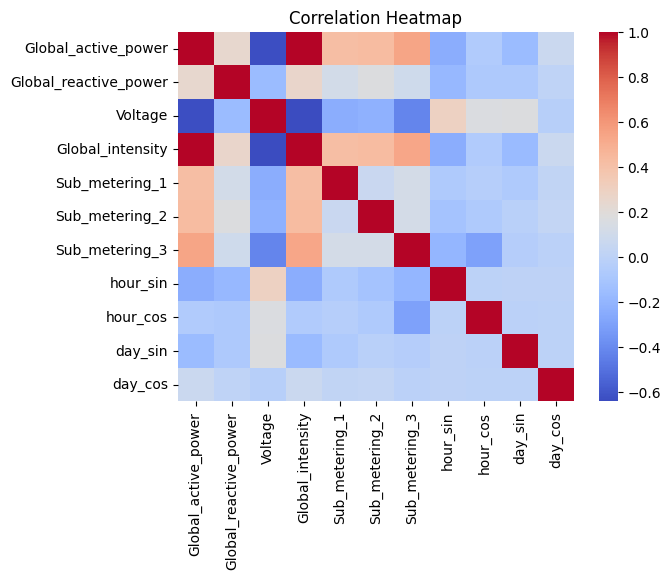 Correlation Heatmap
Global_active_power
Global_reactive_power
Voltage
Global_intensity
Sub_metering_1
Sub_metering_2
Sub_metering_3
hour_sin
hour_cos
day_sin
day_cos
Global_active_power
Global_reactive_power
Voltage
Global_intensity
Sub_metering_1
Sub_metering_2
Sub_metering_3
hour_sin
hour_cos
day_sin
day_cos
1.0
0.8
0.6
0.4
0.2
0.0
−0.2
−0.4
−0.6